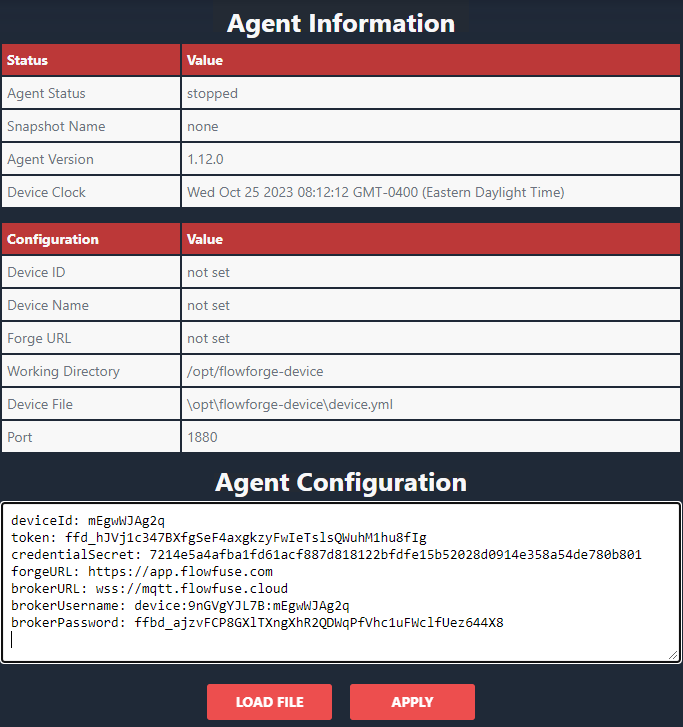 Agent Information
Status Value
Agent Status stopped
Snapshot Name none
Agent Version 1.12.0
Device Clock Wed Oct 25 2023 08:12:12 GMT-0400 (Eastern Daylight Time)
Configuration Value
Device ID not set
Device Name not set
Forge URL not set
Working Directory /opt/flowforge-device
Device File \opt\flowforge-device\device.yml
Port 1880
Agent Configuration
deviceId: mEgwWJAg2q
token: ffd_hJVj1c347BXfgSeF4axgkzyFwIeTslsQWuhM1hu8fIg
credentialSecret: 7214e5a4afba1fd61acf887d818122bfdfe15b52028d0914e358a54de780b801
forgeURL: https://app.flowfuse.com
brokerURL: wss://mqtt.flowfuse.cloud
brokerUsername: device:9nGVgYJL7B:mEgwWJAg2q
brokerPassword: ffbd_ajzvFCP8GXlTXngXhR2QDWqPfVhc1uFWclfUez644X8
LOAD FILE APPLY